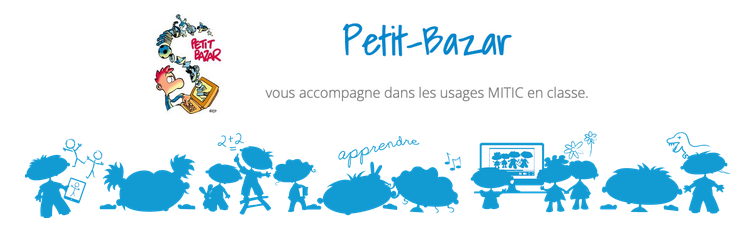 PETIT
BAZAR
Petit-Bazar
vous accompagne dans les usages MITIC en classe.
2+2
=
apprendre